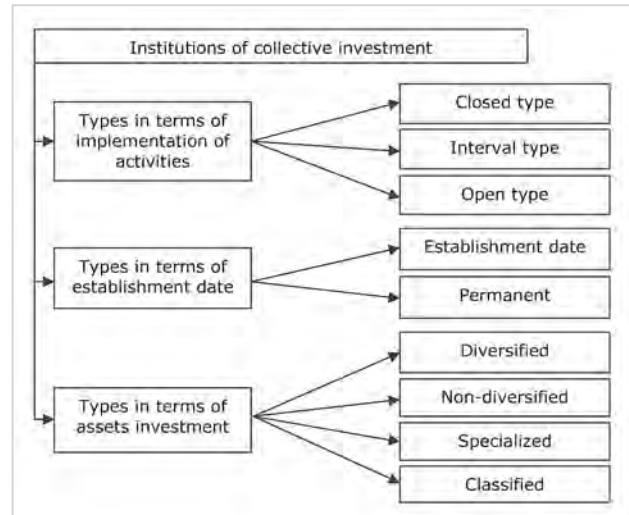 Institutions of collective investment
Types in terms of
implementation of
activities
Closed type
Interval type
Open type
Types in terms of
establishment date
Establishment date
Permanent
Types in terms of
assets investment
Diversified
Non-diversified
Specialized
Classified